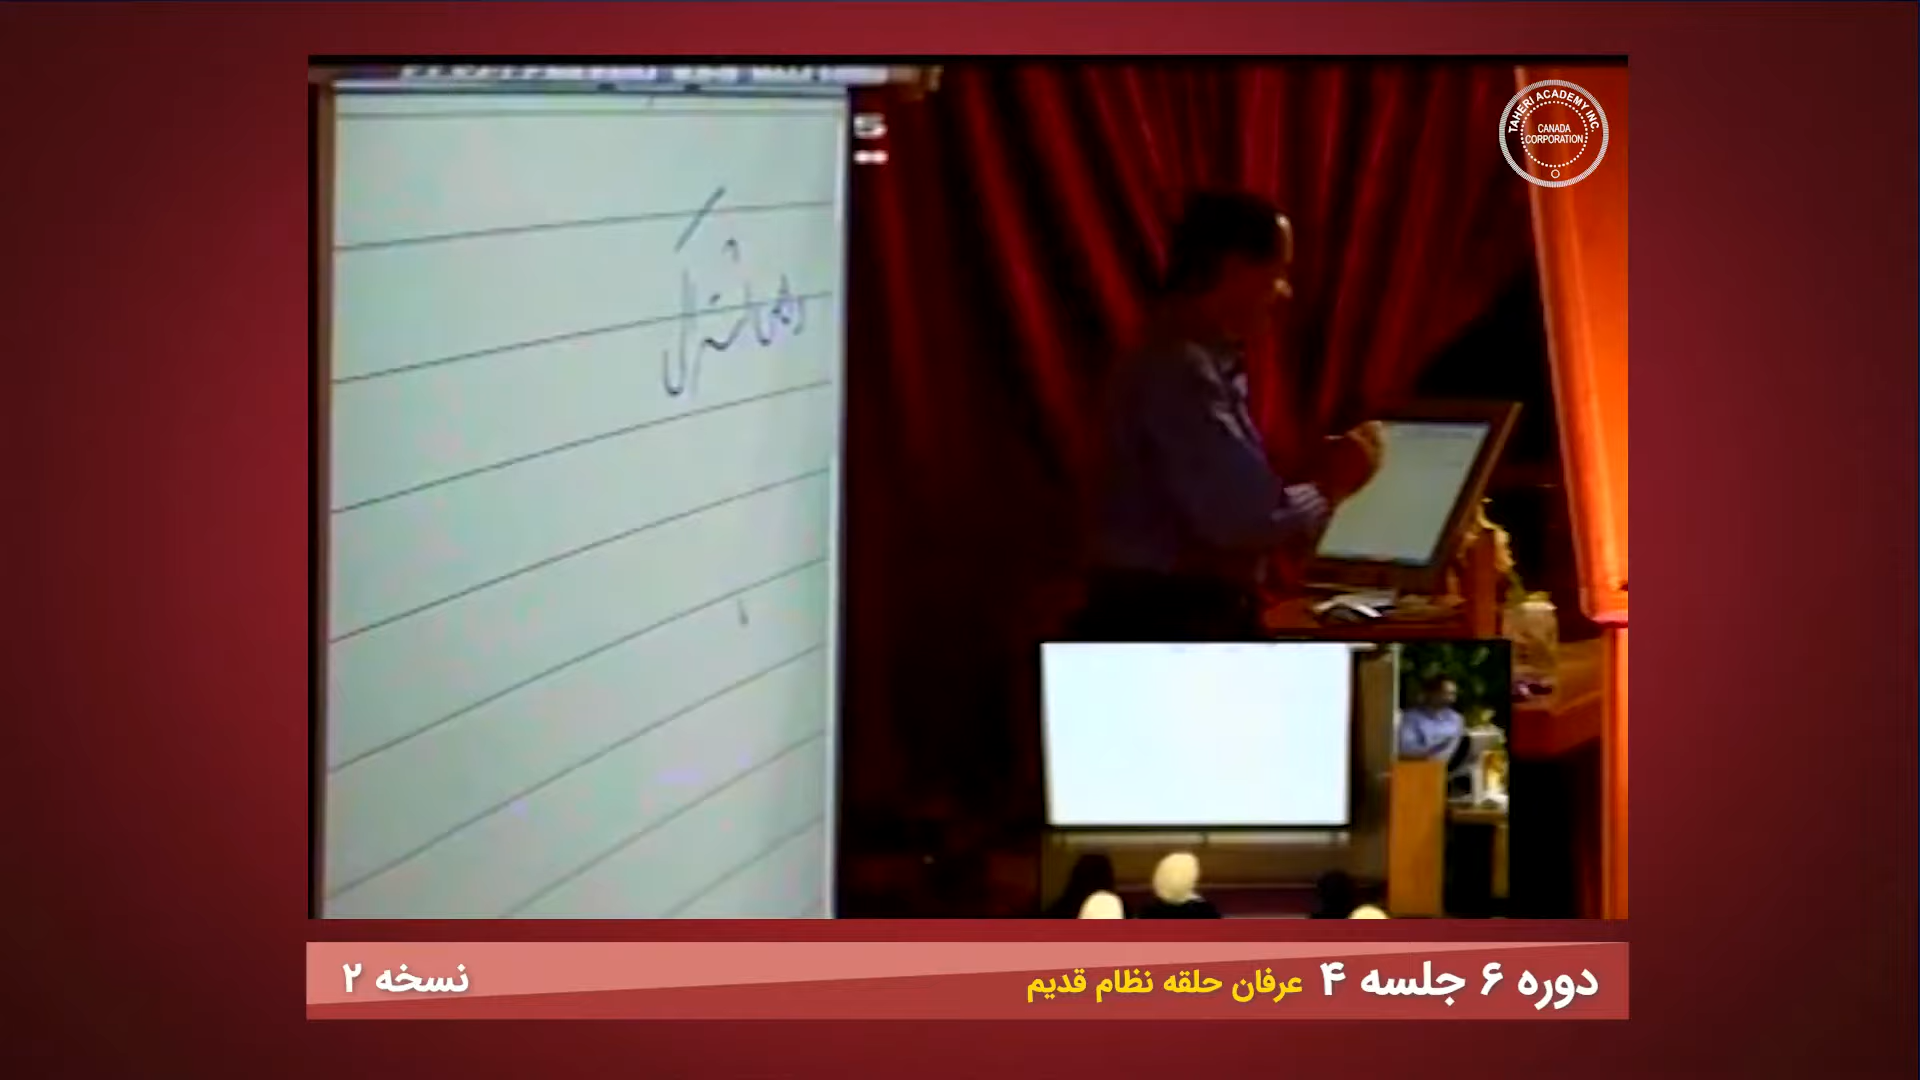 TAHERI ACADEMY INC.
CANADA
CORPORATION
دوره ۶ جلسه ۴ عرفان حلقه نظام قدیم
نسخه ۲